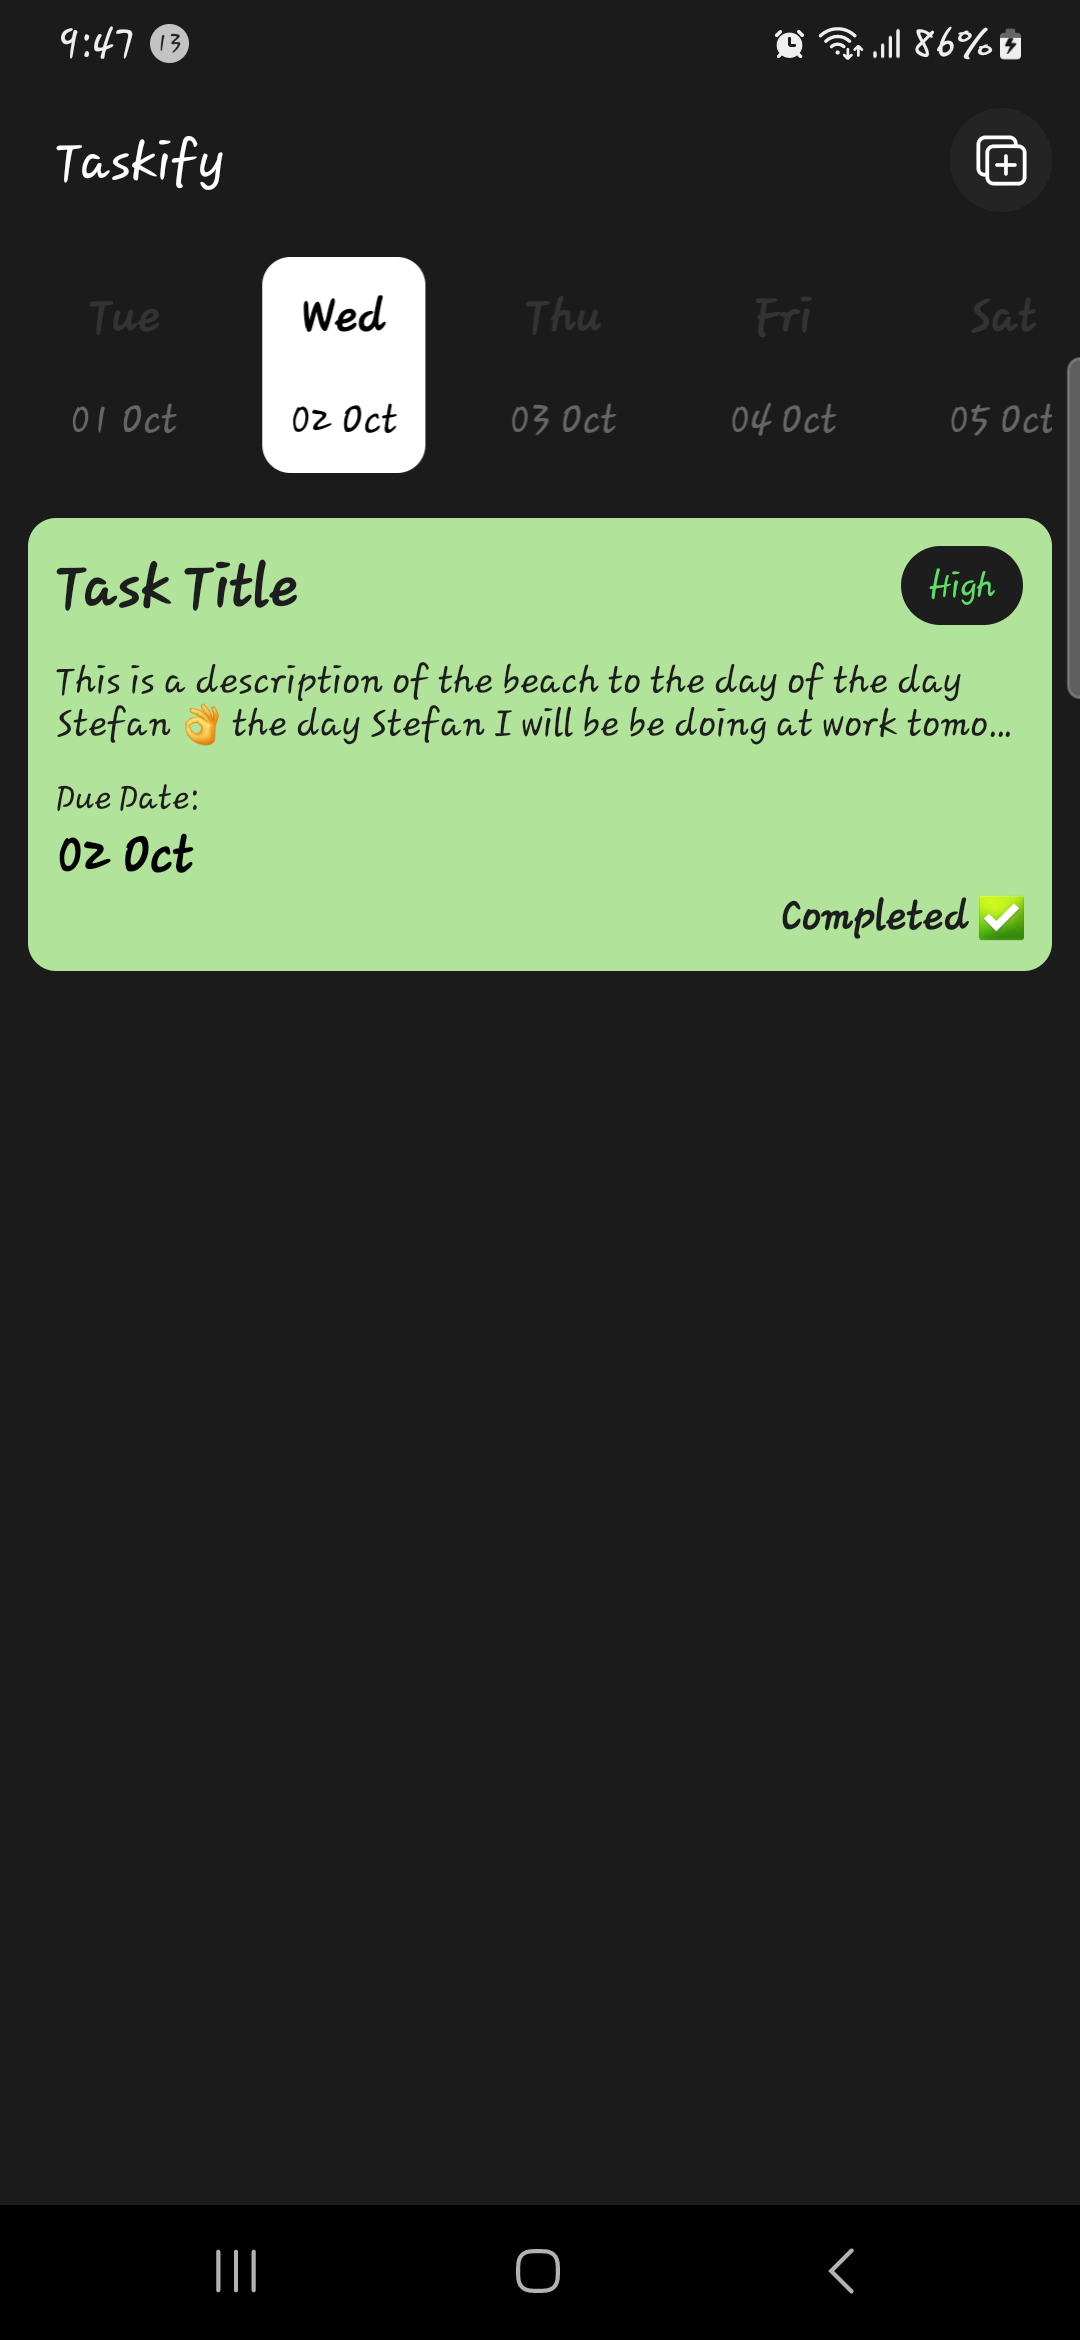 9:47 13 86%
Taskify
Tue Wed Thu Fri Sat
01 Oct 02 Oct 03 Oct 04 Oct 05 Oct
Task Title High
This is a description of the beach to the day of the day
Stefan 👌 the day Stefan I will be be doing at work tomo...
Due Date:
02 Oct
Completed ✅